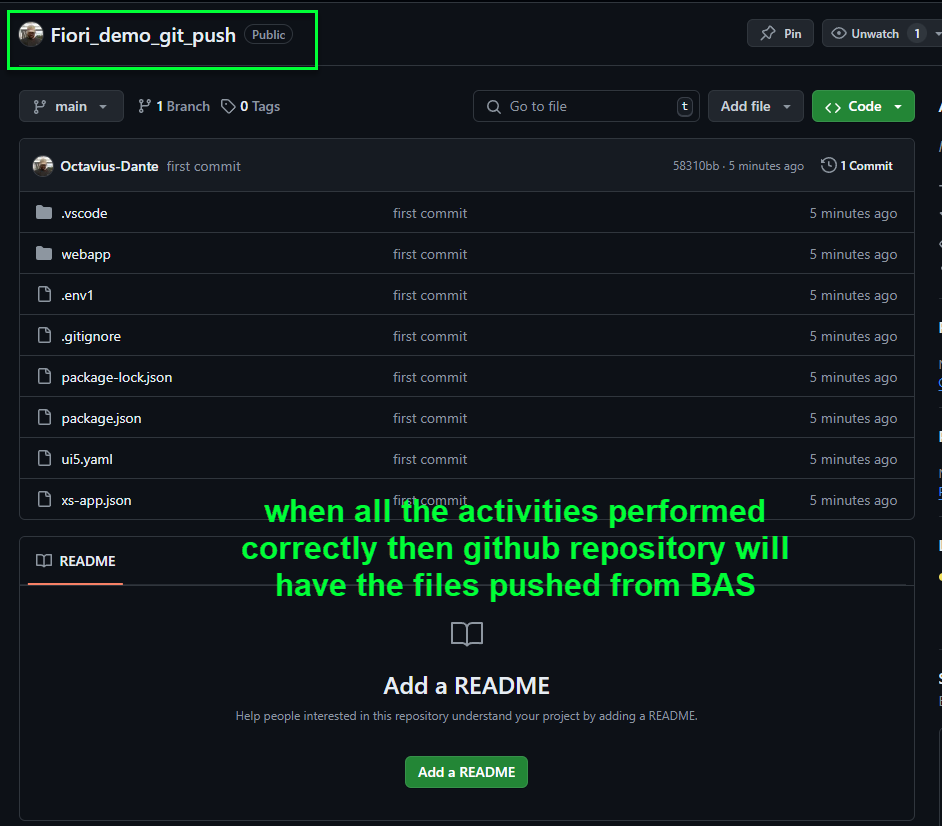 Fiori_demo_git_push Public Pin Unwatch 1
main 1 Branch 0 Tags Go to file t Add file Code
Octavius-Dante first commit 58310bb · 5 minutes ago 1 Commit
.vscode first commit 5 minutes ago
webapp first commit 5 minutes ago
.env1 first commit 5 minutes ago
.gitignore first commit 5 minutes ago
package-lock.json first commit 5 minutes ago
package.json first commit 5 minutes ago
ui5.yaml first commit 5 minutes ago
xs-app.json first commit 5 minutes ago
when all the activities performed
correctly then github repository will
have the files pushed from BAS
README
Add a README
Help people interested in this repository understand your project by adding a README.
Add a README